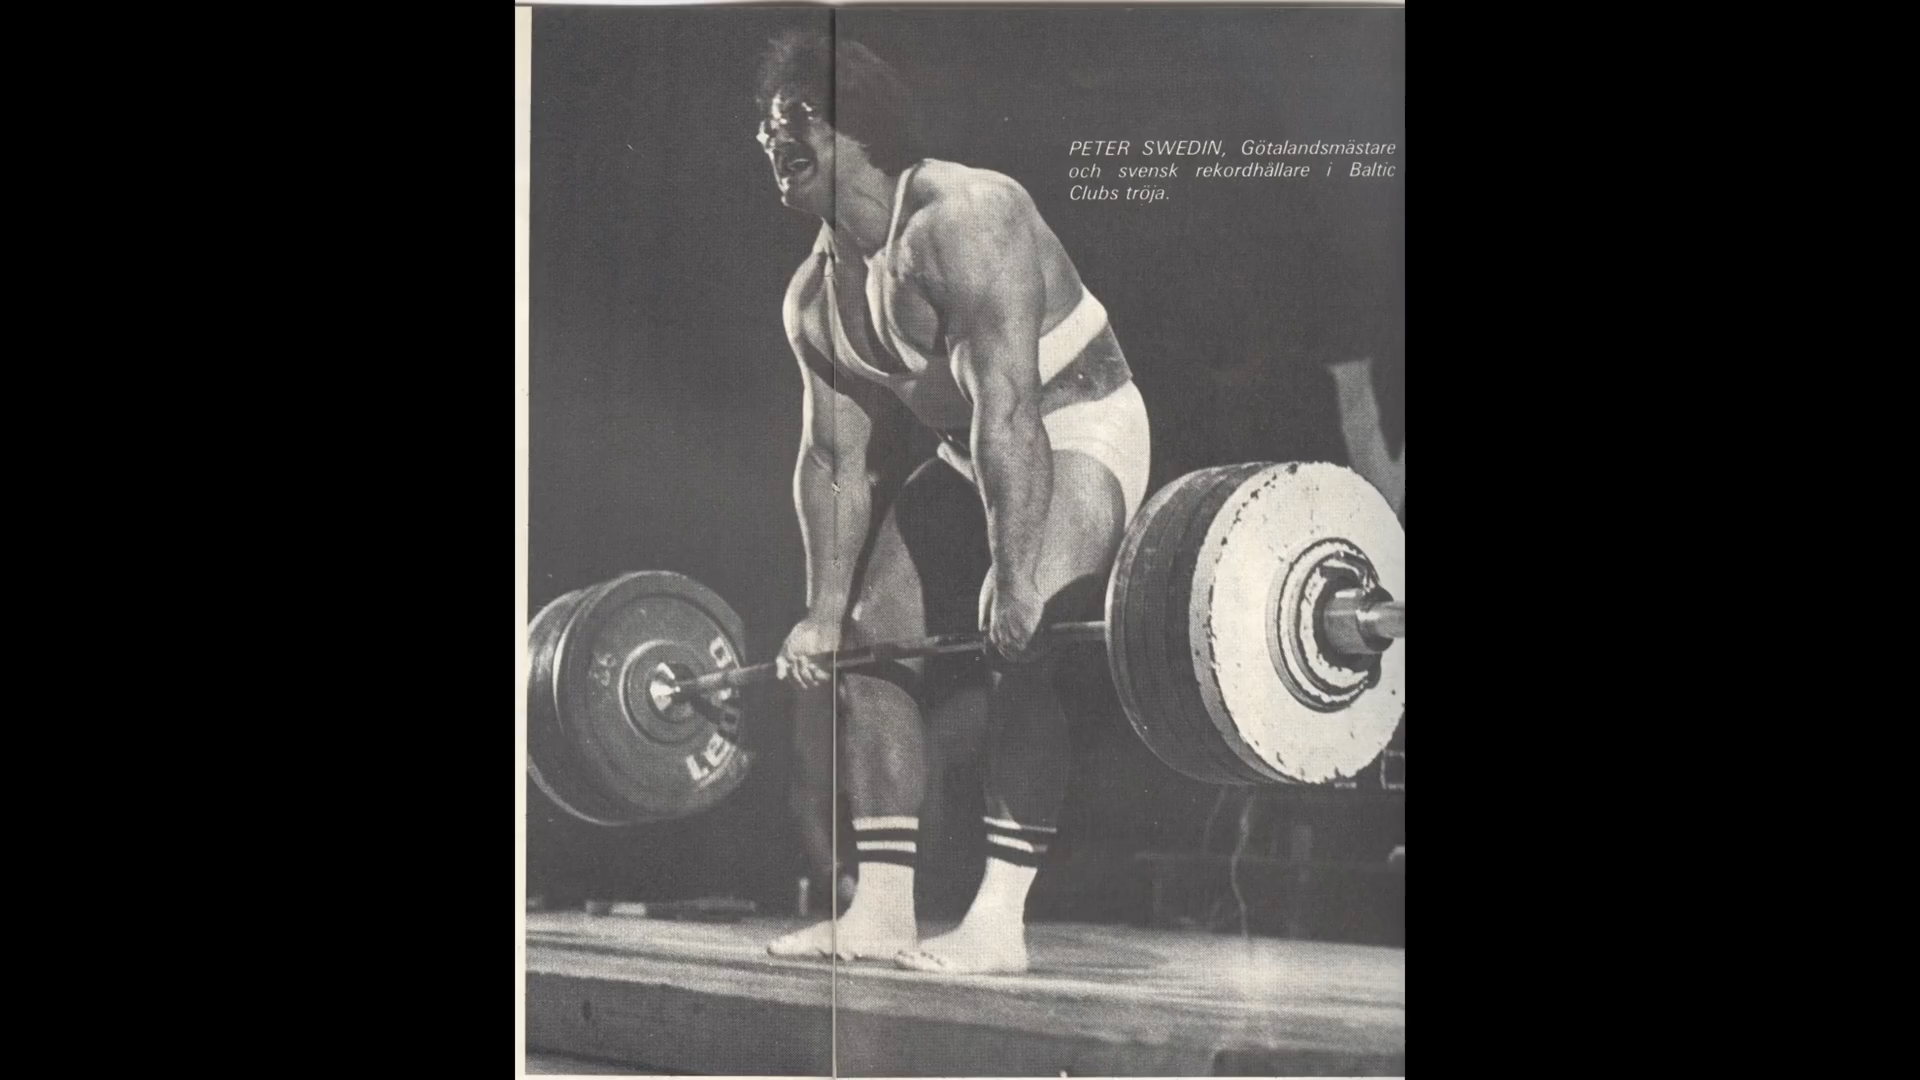 PETER SWEDIN, Götalandsmästare
och svensk rekordhållare i Baltic
Clubs tröja.